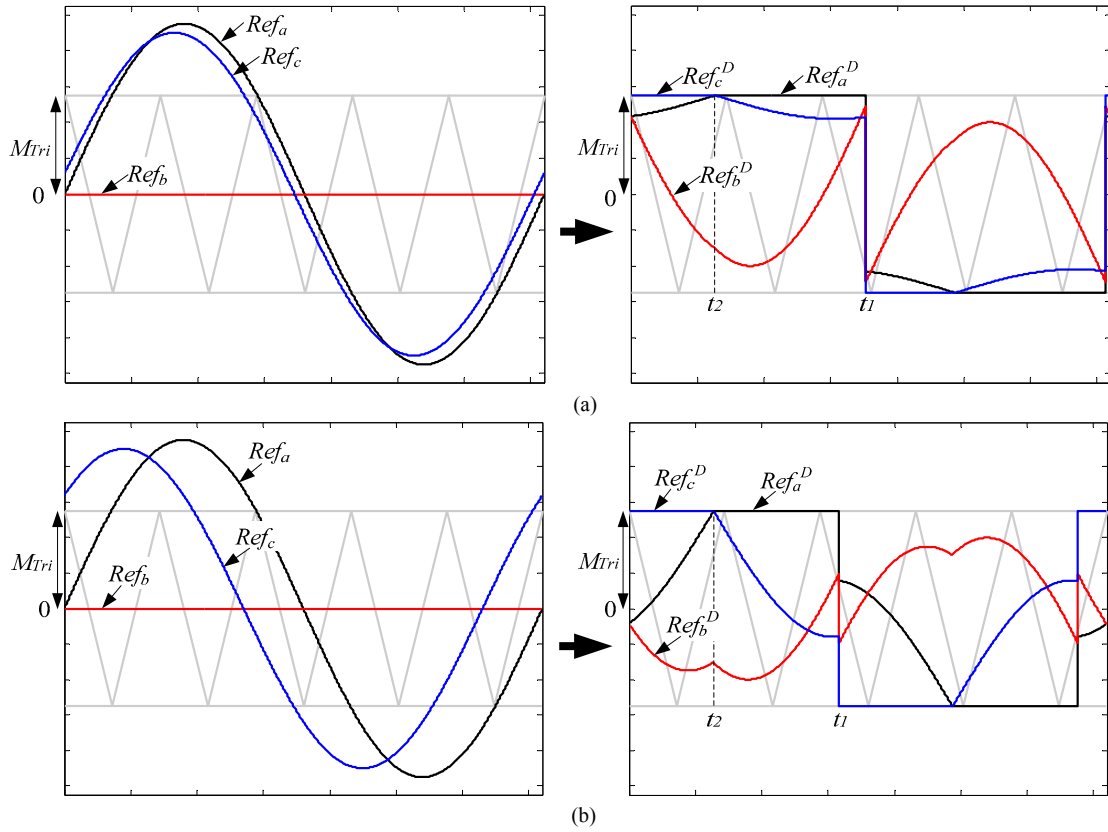 Ref_a
Ref_c
M_Tri
Ref_b
0
Ref_c^D
Ref_a^D
M_Tri
Ref_b^D
0
t_2
t_1
(a)
Ref_a
Ref_c
M_Tri
Ref_b
0
Ref_c^D
Ref_a^D
M_Tri
0
Ref_b^D
t_2
t_1
(b)